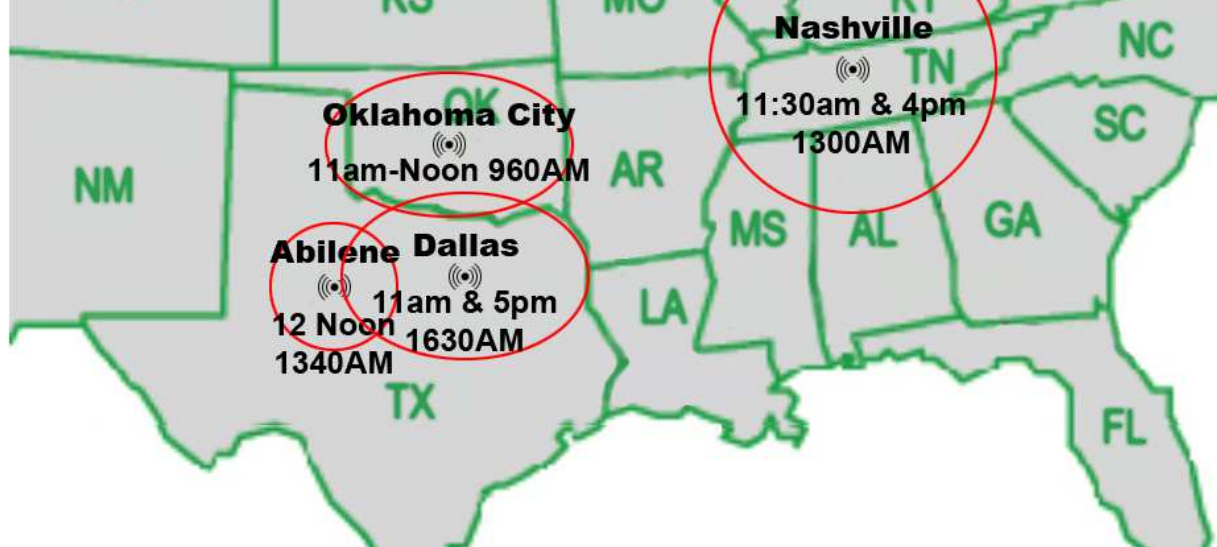 KS
MO
KY
Nashville
TN
NC
11:30am & 4pm
1300AM
SC
OK
Oklahoma City
11am-Noon 960AM
NM
AR
MS
AL
GA
Abilene
12 Noon
1340AM
Dallas
11am & 5pm
1630AM
LA
TX
FL